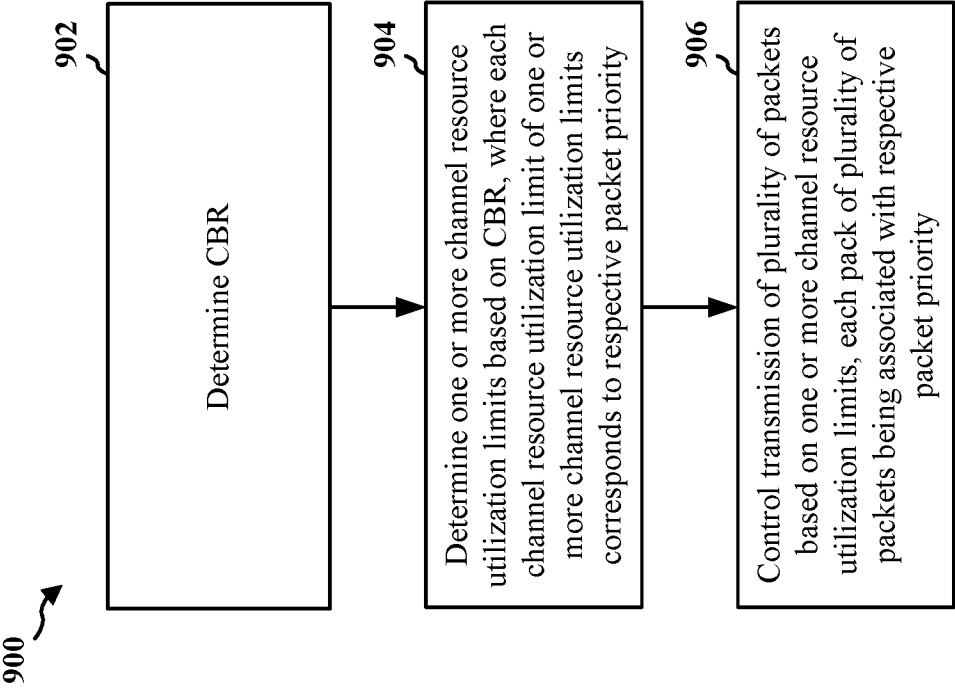 900
902
Determine CBR
904
Determine one or more channel resource
utilization limits based on CBR, where each
channel resource utilization limit of one or
more channel resource utilization limits
corresponds to respective packet priority
906
Control transmission of plurality of packets
based on one or more channel resource
utilization limits, each pack of plurality of
packets being associated with respective
packet priority